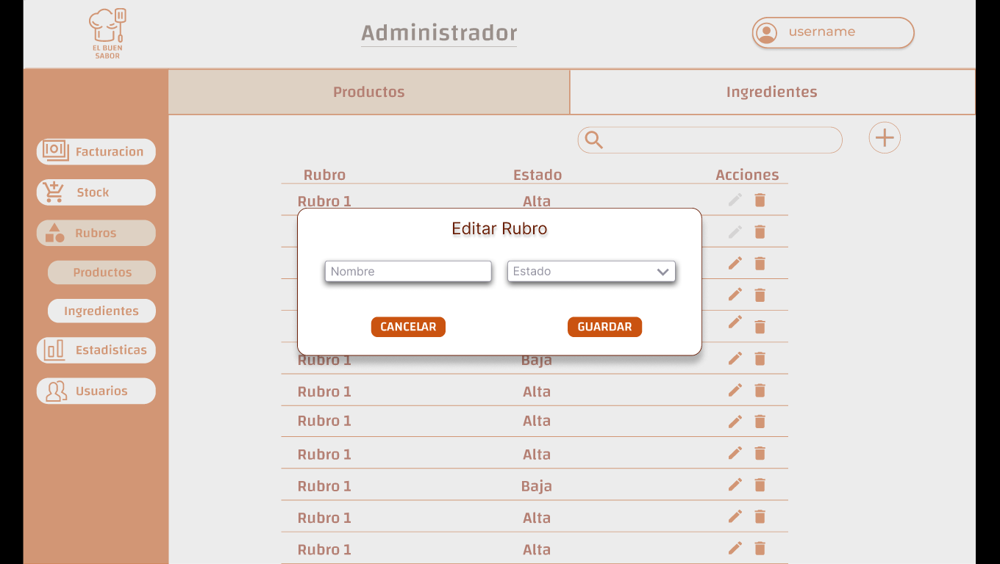 EL BUEN
SABOR
Administrador
username
Productos
Ingredientes
Facturacion
Stock
Rubros
Productos
Ingredientes
Estadisticas
Usuarios
Rubro Estado Acciones
Rubro 1 Alta
Editar Rubro
Nombre Estado
CANCELAR GUARDAR
Rubro 1 Baja
Rubro 1 Alta
Rubro 1 Alta
Rubro 1 Alta
Rubro 1 Baja
Rubro 1 Alta
Rubro 1 Alta